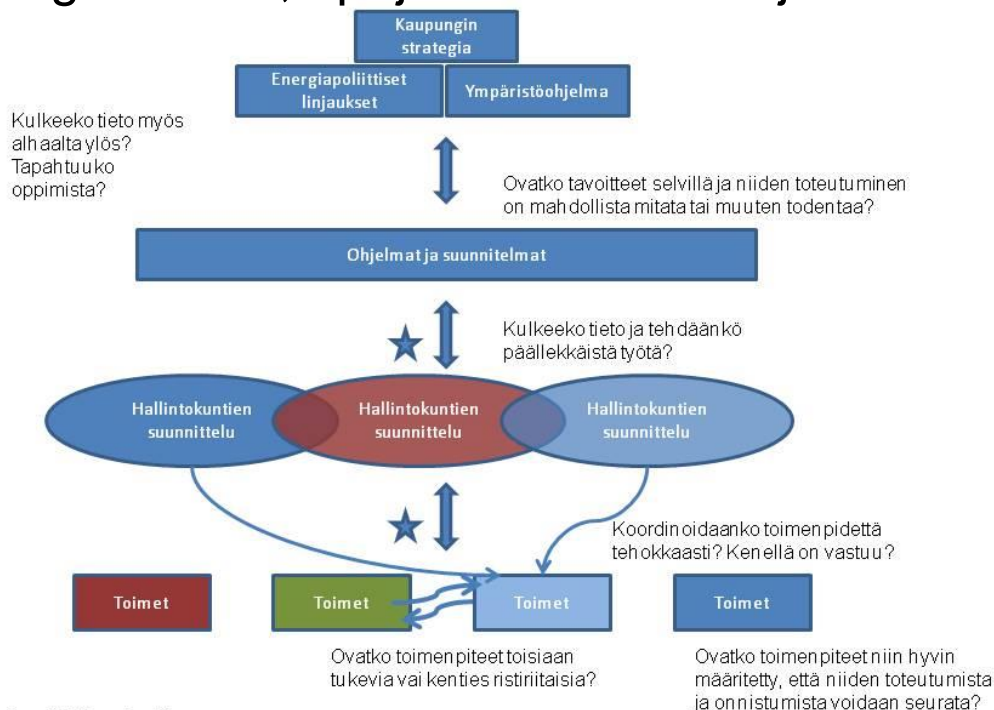 Kaupungin
strategia
Energiapoliittiset
linjaukset
Ympäristöohjelma
Kulkeeko tieto myös
alhaalta ylös?
Tapahtuuko
oppimista?
Ovatko tavoitteet selvillä ja niiden toteutuminen
on mahdollista mitata tai muuten todentaa?
Ohjelmat ja suunnitelmat
Kulkeeko tieto ja tehdäänkö
päällekkäistä työtä?
Hallintokuntien
suunnittelu
Hallintokuntien
suunnittelu
Hallintokuntien
suunnittelu
Koordinoidaanko toimenpidettä
tehokkaasti? Kenellä on vastuu?
Toimet
Toimet
Toimet
Toimet
Ovatko toimenpiteet toisiaan
tukevia vai kenties ristiriitaisia?
Ovatko toimenpiteet niin hyvin
määritetty, että niiden toteutumista
ja onnistumista voidaan seurata?